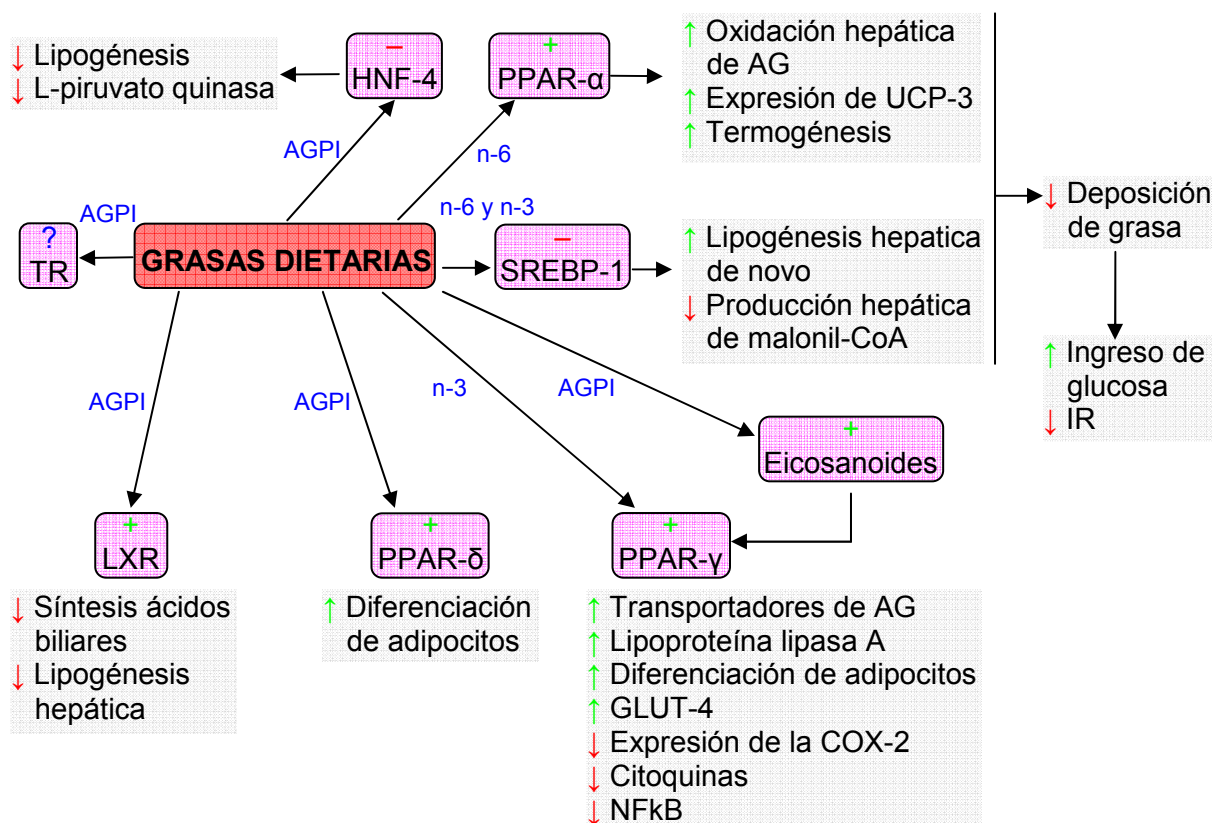 ↓ Lipogénesis
↓ L-piruvato quinasa
–
HNF-4
+
PPAR-α
↑ Oxidación hepática
de AG
↑ Expresión de UCP-3
↑ Termogénesis
AGPI
n-6
n-6 y n-3
AGPI
?
TR
GRASAS DIETARIAS
–
SREBP-1
↑ Lipogénesis hepatica
de novo
↓ Producción hepática
de malonil-CoA
↓ Deposición
de grasa
↑ Ingreso de
glucosa
↓ IR
AGPI
AGPI
n-3
AGPI
+
Eicosanoides
+
LXR
+
PPAR-δ
+
PPAR-γ
↓ Síntesis ácidos
biliares
↓ Lipogénesis
hepática
↑ Diferenciación
de adipocitos
↑ Transportadores de AG
↑ Lipoproteína lipasa A
↑ Diferenciación de adipocitos
↑ GLUT-4
↓ Expresión de la COX-2
↓ Citoquinas
↓ NFkB